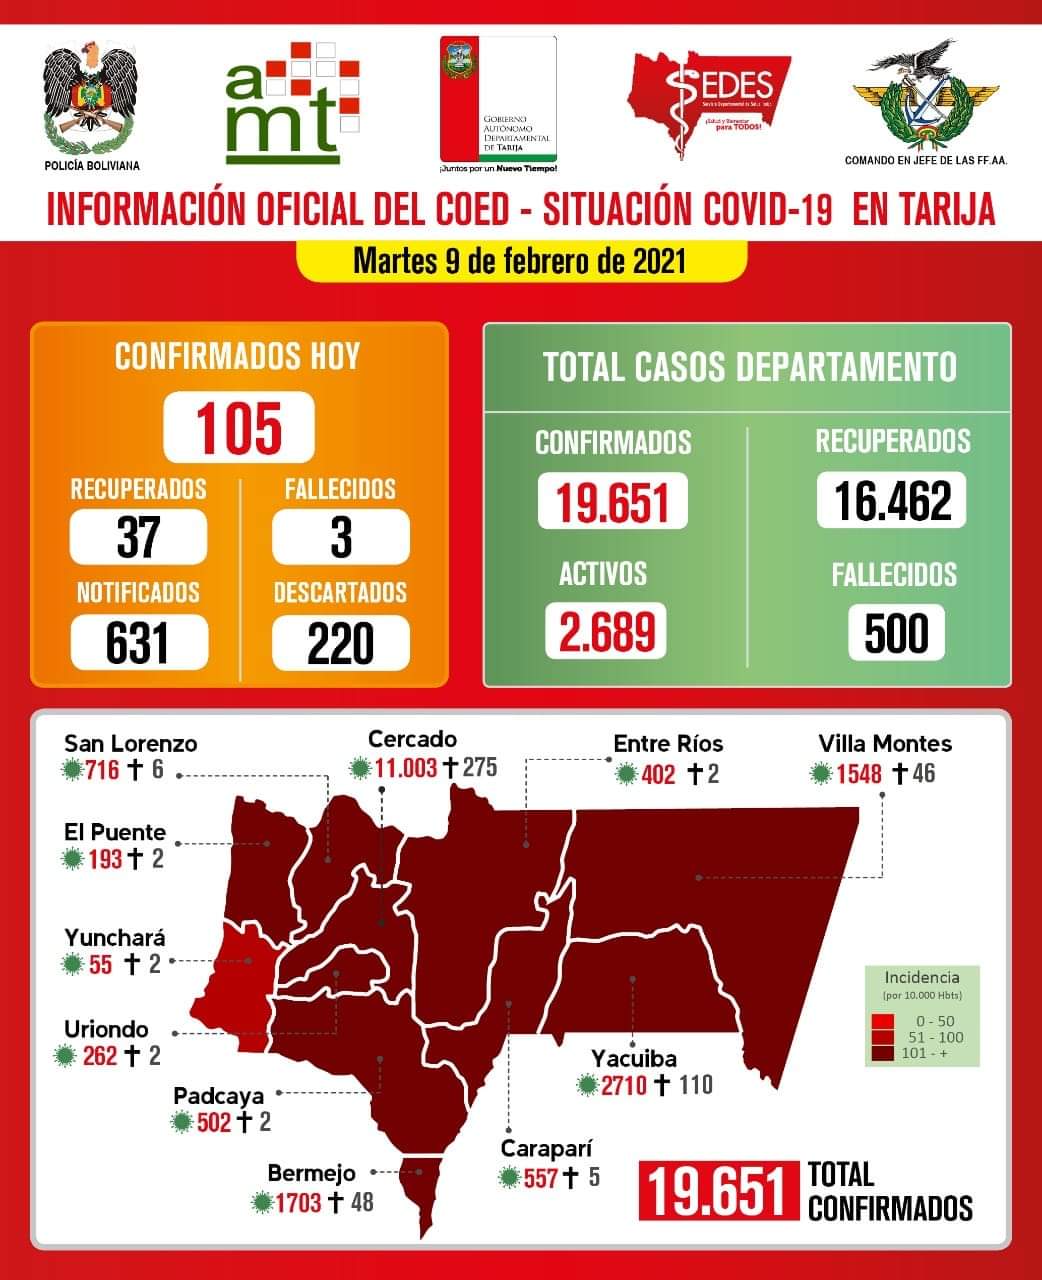 POLICÍA BOLIVIANA
amt
GOBIERNO
AUTÓNOMO
DEPARTAMENTAL
DE TARIJA
¡Juntos por un Nuevo Tiempo!
SEDES
Servicio Departamental de Salud
¡Salud y Bienestar
para TODOS!
COMANDO EN JEFE DE LAS FF.AA.
INFORMACIÓN OFICIAL DEL COED - SITUACIÓN COVID-19 EN TARIJA
Martes 9 de febrero de 2021
CONFIRMADOS HOY
105
RECUPERADOS FALLECIDOS
37 3
NOTIFICADOS DESCARTADOS
631 220
TOTAL CASOS DEPARTAMENTO
CONFIRMADOS RECUPERADOS
19.651 16.462
ACTIVOS FALLECIDOS
2.689 500
San Lorenzo
716 6
Cercado
11.003 275
Entre Ríos
402 2
Villa Montes
1548 46
El Puente
193 2
Yunchará
55 2
Uriondo
262 2
Padcaya
502 2
Bermejo
1703 48
Caraparí
557 5
Yacuiba
2710 110
Incidencia
(por 10.000 Hbts)
0 - 50
51 - 100
101 - +
19.651 TOTAL
CONFIRMADOS